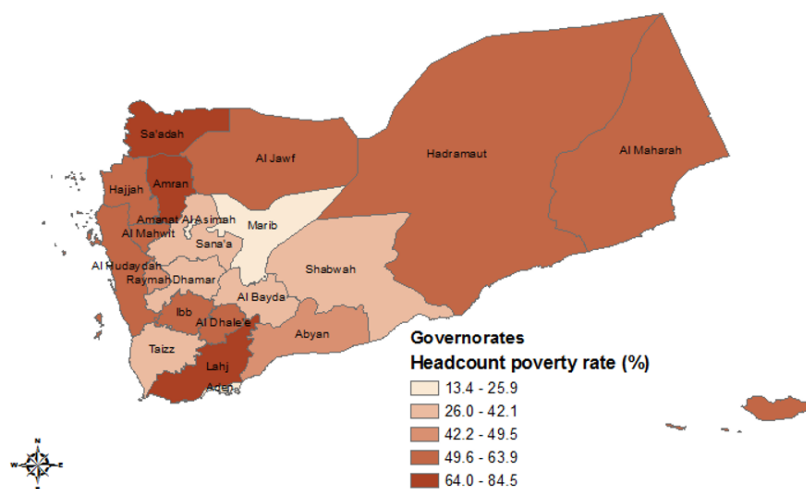 Sa'adah
Al Jawf
Hadramaut
Al Maharah
Hajjah
Amran
Amanat Al Asimah
Marib
Al Mahwit
Sana'a
Al Hudaydah
Shabwah
Raymah
Dhamar
Al Bayda
Ibb
Al Dhale'e
Abyan
Taizz
Lahj
Aden
Governorates
Headcount poverty rate (%)
13.4 - 25.9
26.0 - 42.1
42.2 - 49.5
49.6 - 63.9
64.0 - 84.5
N
W E
S